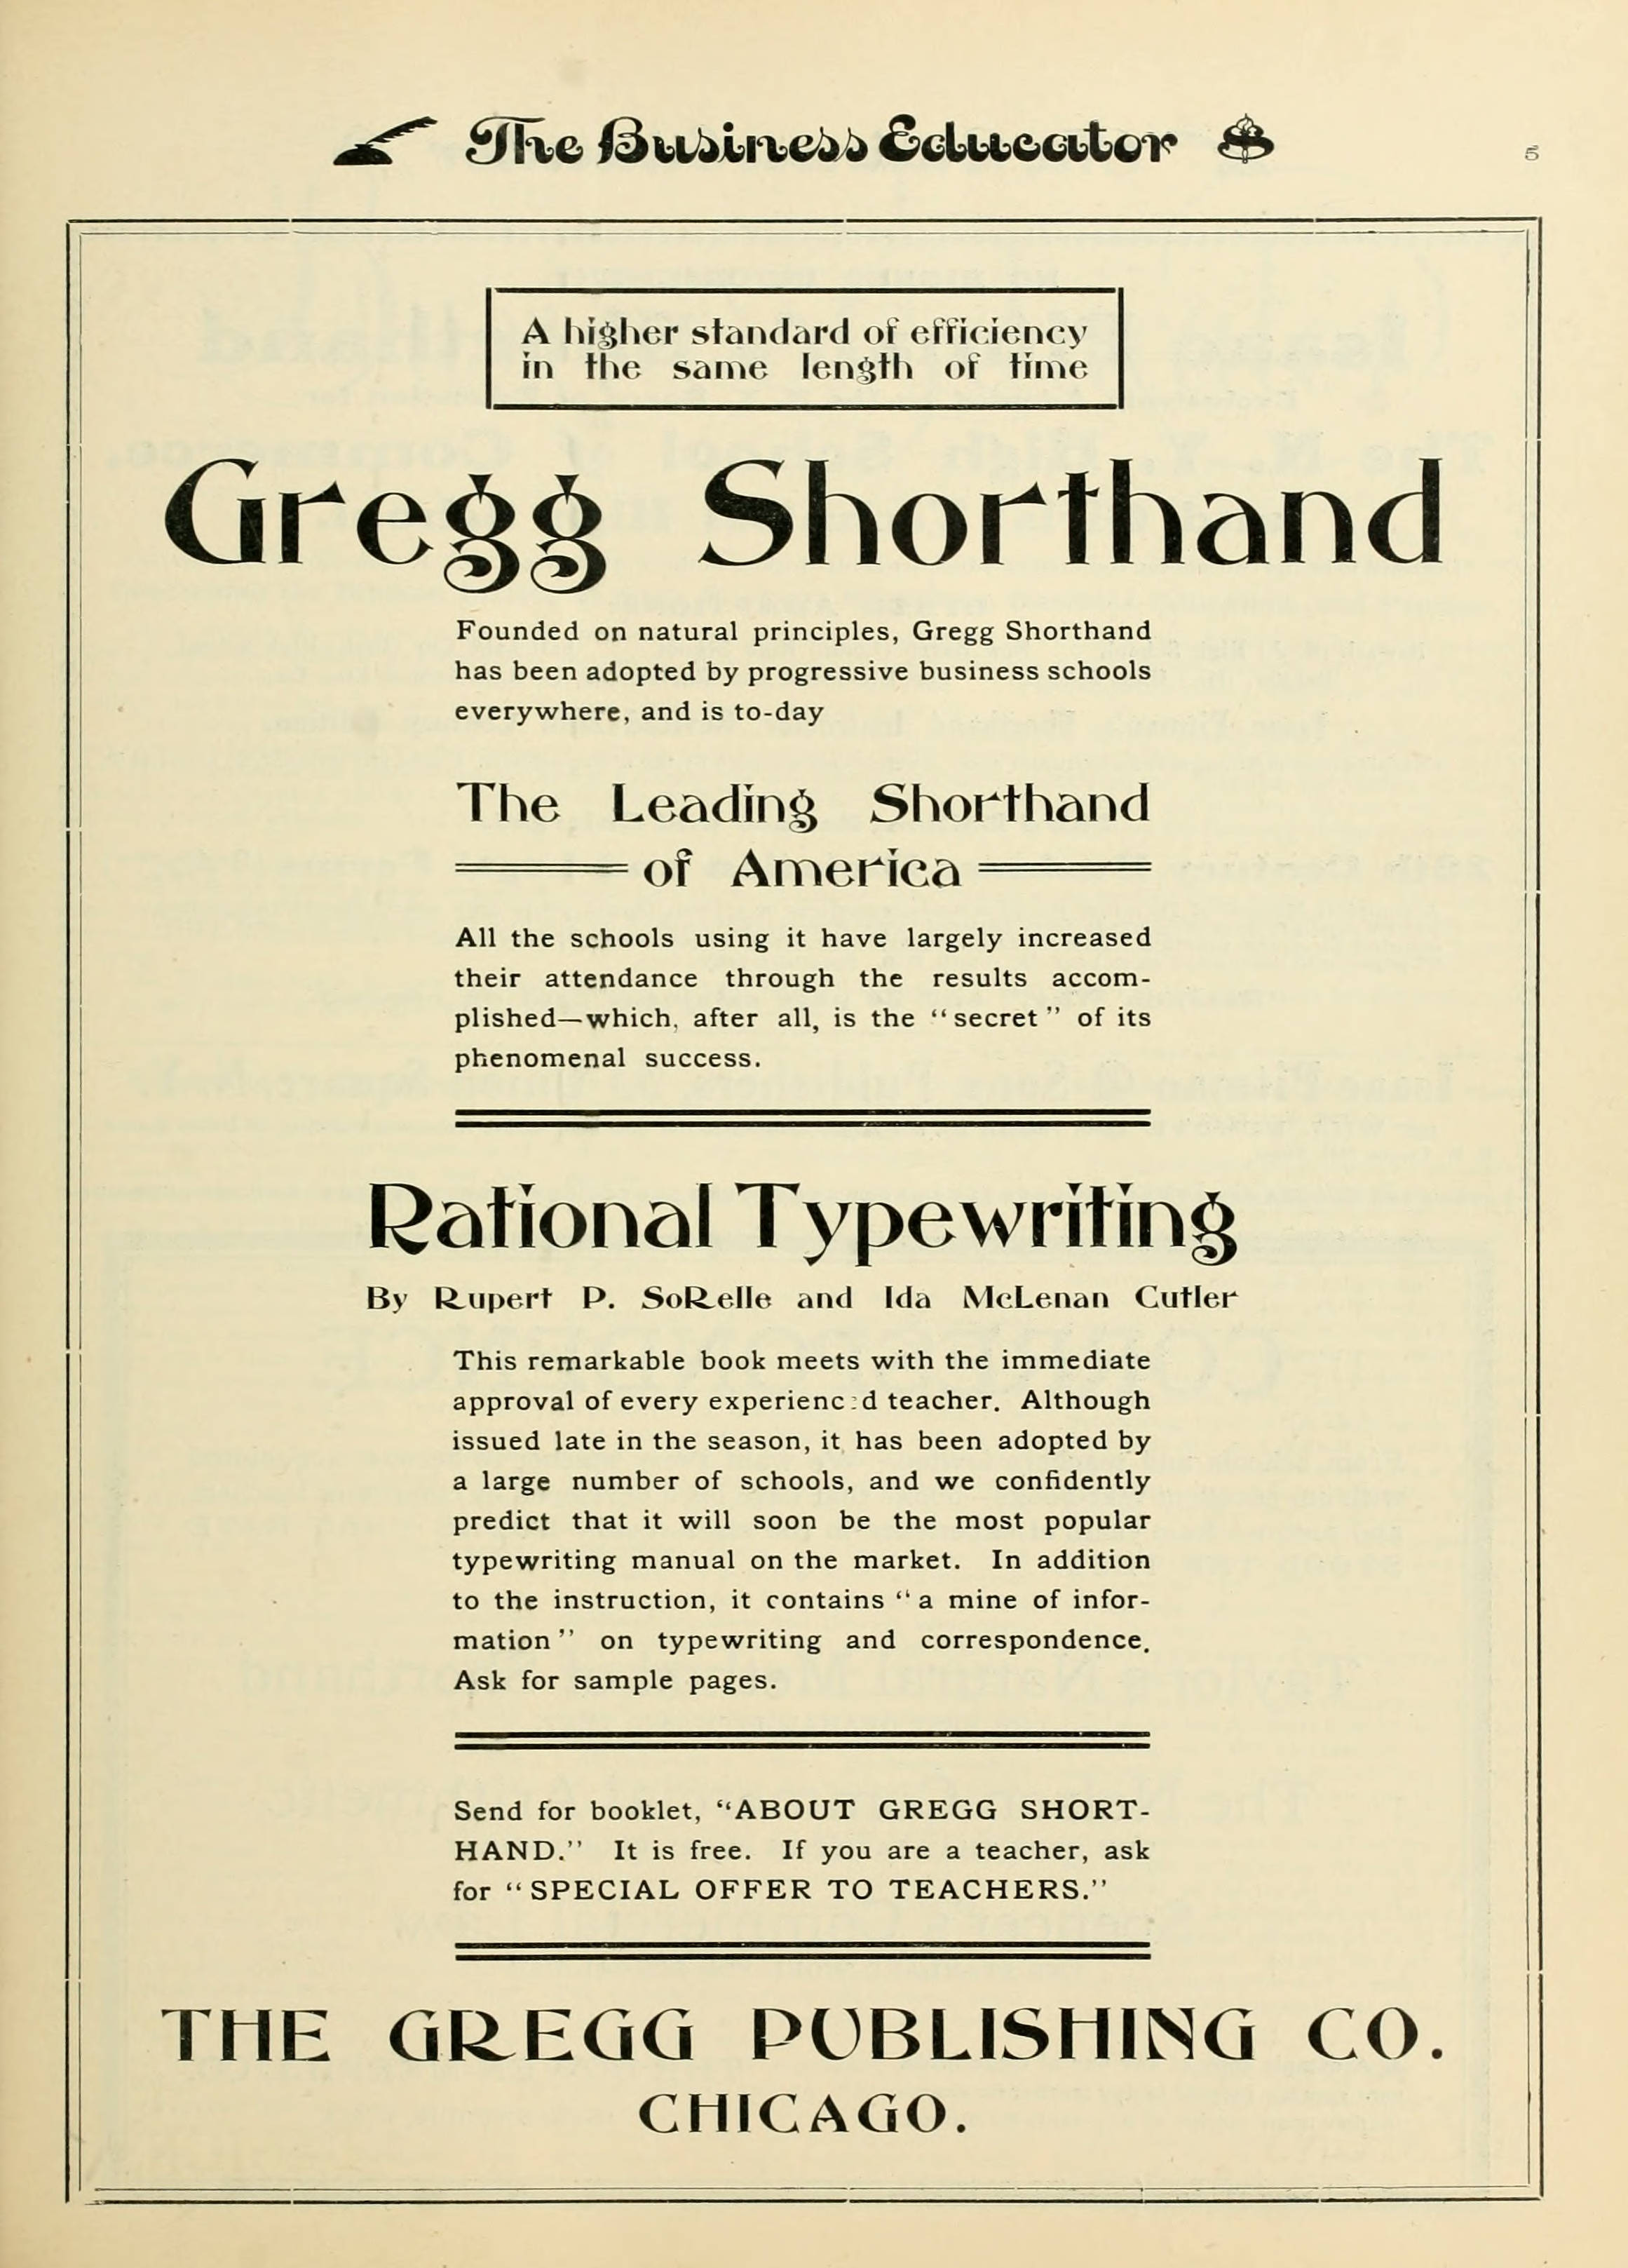 The Business Educator
5
A higher standard of efficiency
in the same length of time
Gregg Shorthand
Founded on natural principles, Gregg Shorthand
has been adopted by progressive business schools
everywhere, and is to-day
The Leading Shorthand
of America
All the schools using it have largely increased
their attendance through the results accom-
plished—which, after all, is the "secret" of its
phenomenal success.
Rational Typewriting
By Rupert P. SoRelle and Ida McLenan Cutler
This remarkable book meets with the immediate
approval of every experienced teacher. Although
issued late in the season, it has been adopted by
a large number of schools, and we confidently
predict that it will soon be the most popular
typewriting manual on the market. In addition
to the instruction, it contains "a mine of infor-
mation" on typewriting and correspondence.
Ask for sample pages.
Send for booklet, "ABOUT GREGG SHORT-
HAND." It is free. If you are a teacher, ask
for "SPECIAL OFFER TO TEACHERS."
THE GREGG PUBLISHING CO.
CHICAGO.